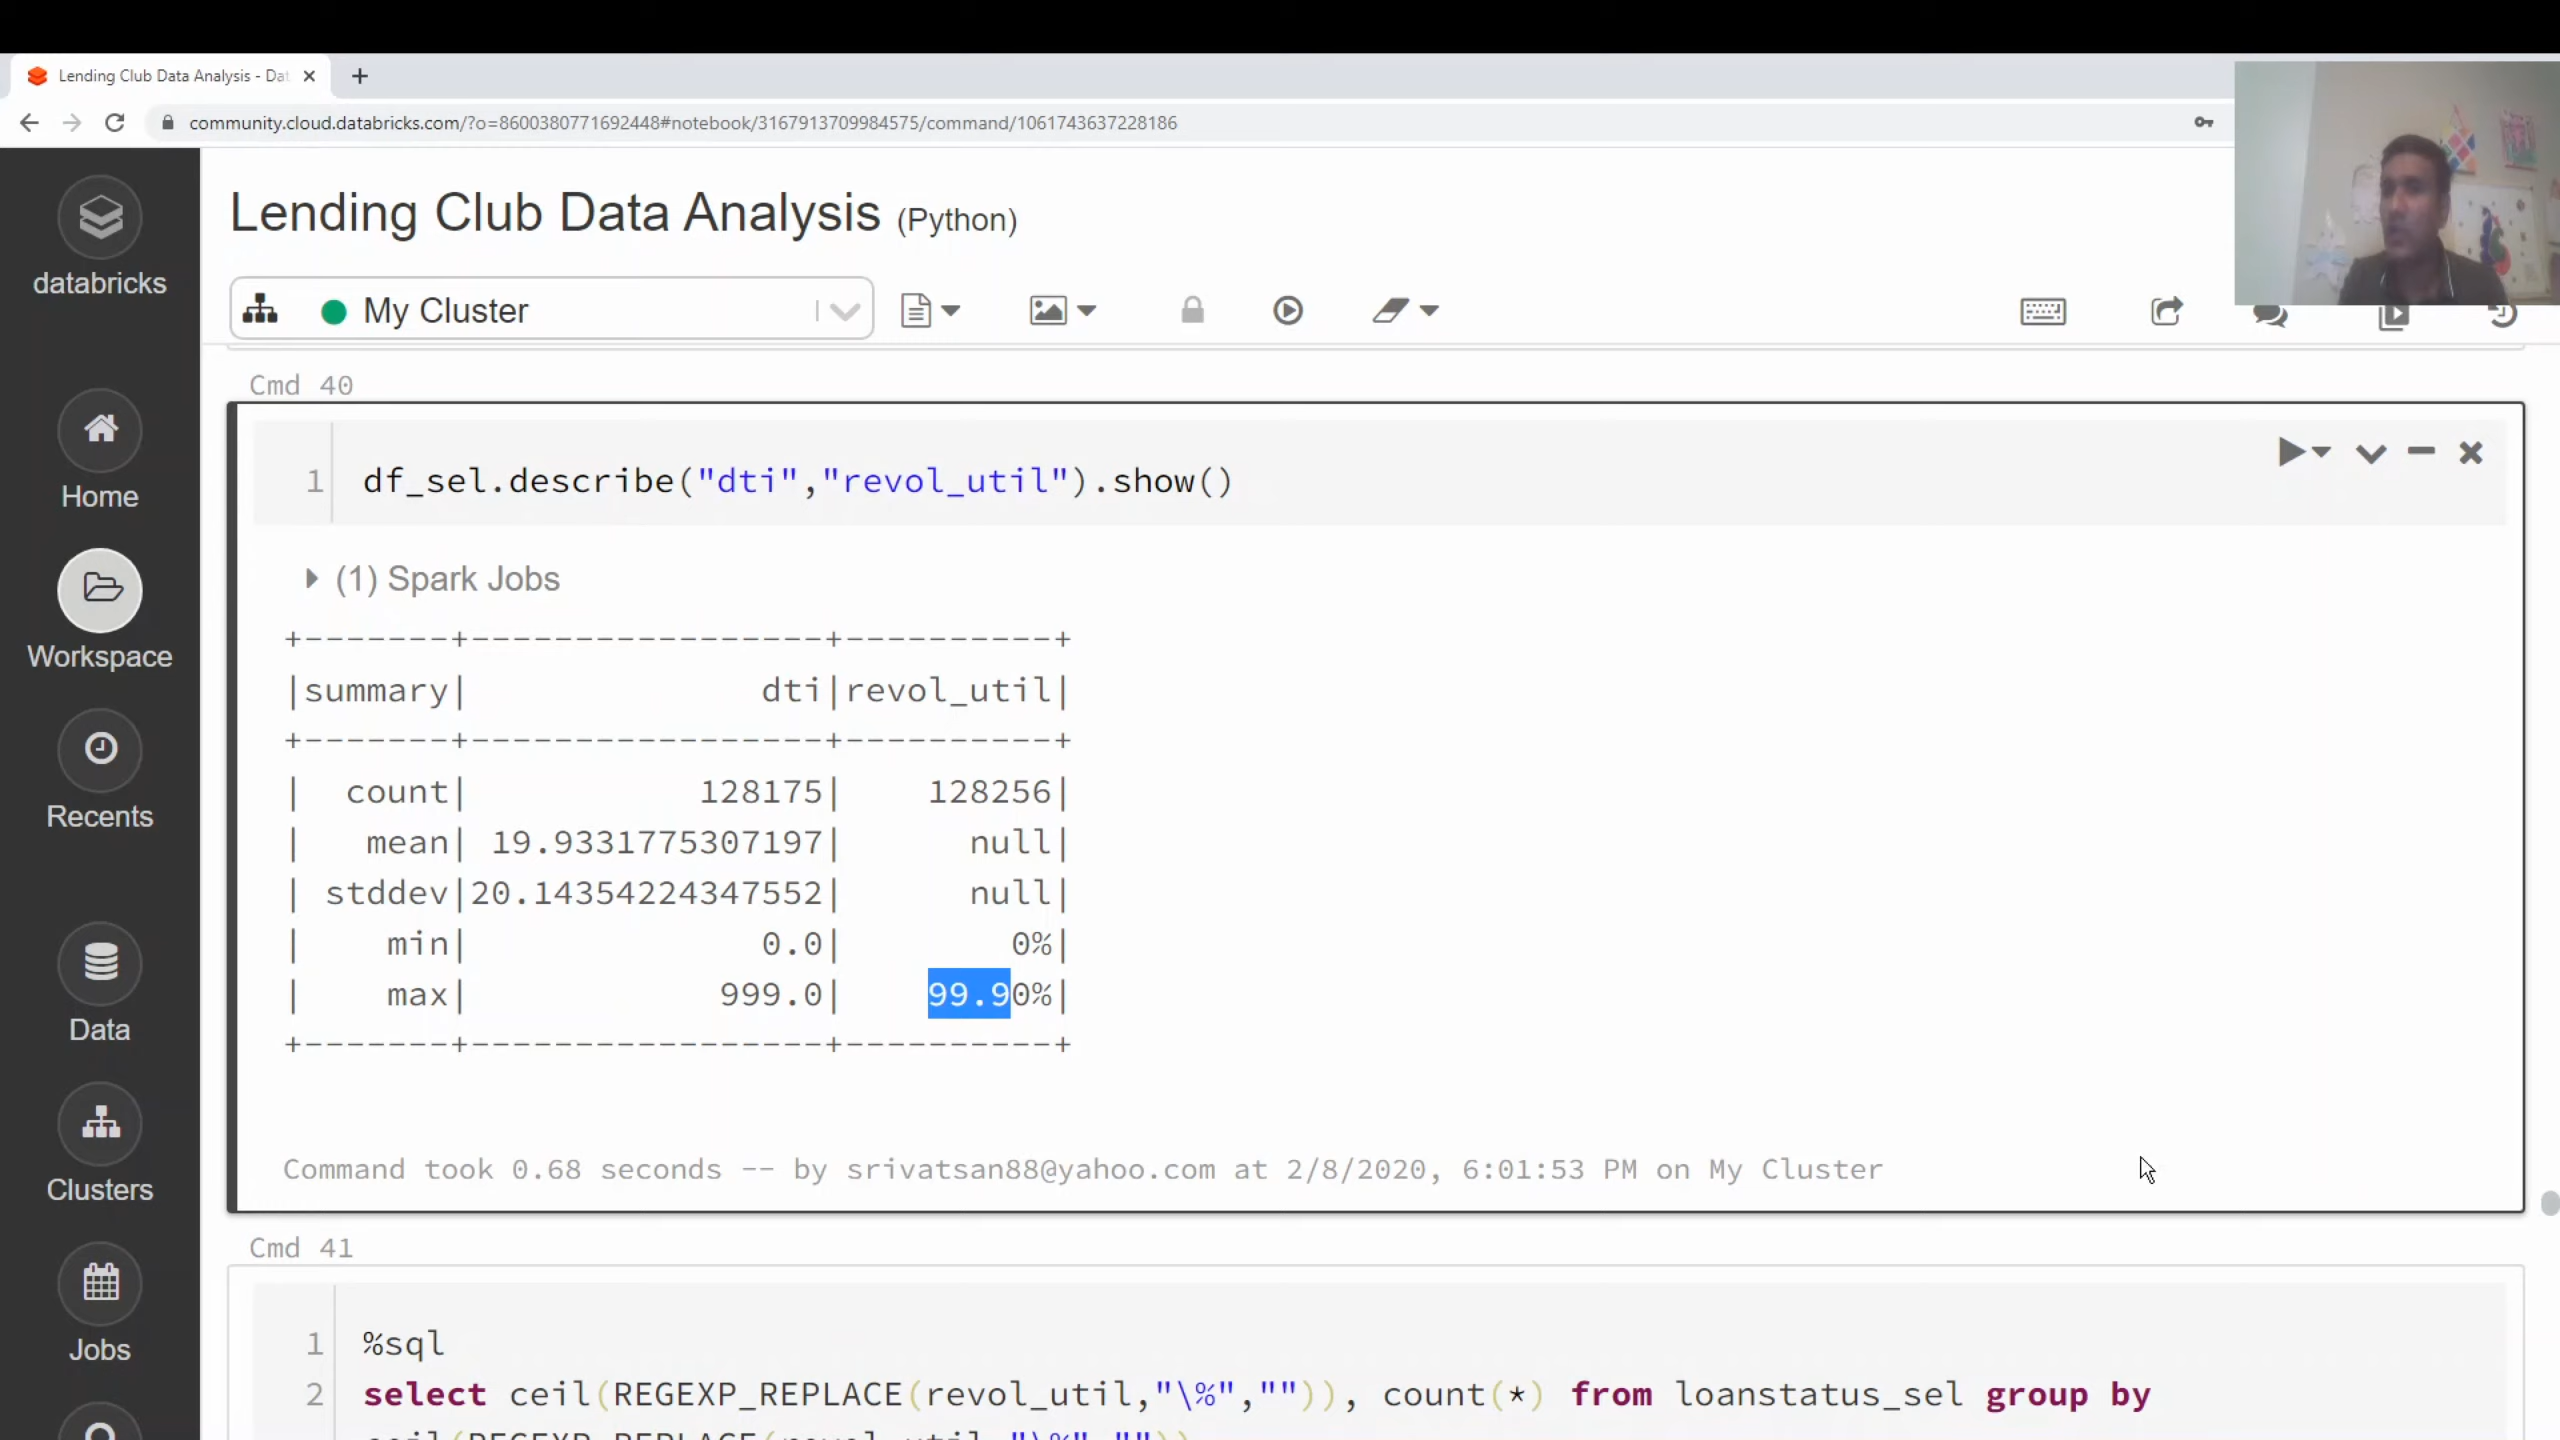 Lending Club Data Analysis - Dat
community.cloud.databricks.com/?o=8600380771692448#notebook/3167913709984575/command/1061743637228186
databricks
Home
Workspace
Recents
Data
Clusters
Jobs
Lending Club Data Analysis (Python)
My Cluster
Cmd 40
1 df_sel.describe("dti","revol_util").show()
(1) Spark Jobs
+-------+-----------------+----------+
|summary|              dti|revol_util|
+-------+-----------------+----------+
|  count|           128175|    128256|
|   mean| 19.9331775307197|      null|
| stddev|20.14354224347552|      null|
|    min|              0.0|        0%|
|    max|            999.0|    99.90%|
+-------+-----------------+----------+
Command took 0.68 seconds -- by srivatsan88@yahoo.com at 2/8/2020, 6:01:53 PM on My Cluster
Cmd 41
1 %sql
2 select ceil(REGEXP_REPLACE(revol_util,"\%","")), count(*) from loanstatus_sel group by
ceil(REGEXP_REPLACE(revol_util,"\%",""))